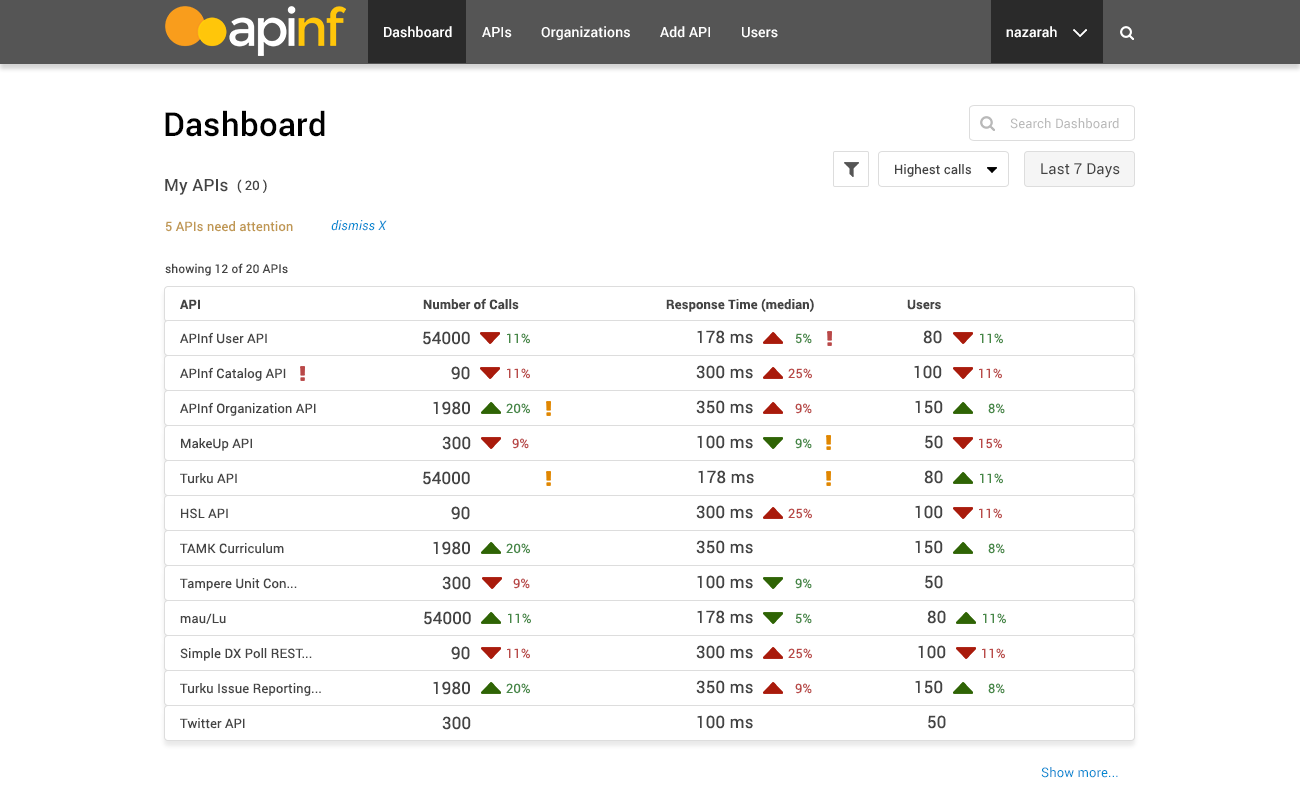 apinf Dashboard APIs Organizations Add API Users nazarah
Dashboard
Search Dashboard
Highest calls Last 7 Days
My APIs ( 20 )
5 APIs need attention dismiss X
showing 12 of 20 APIs
API Number of Calls Response Time (median) Users
APInf User API 54000 11% 178 ms 5% ! 80 11%
APInf Catalog API ! 90 11% 300 ms 25% 100 11%
APInf Organization API 1980 20% ! 350 ms 9% 150 8%
MakeUp API 300 9% 100 ms 9% ! 50 15%
Turku API 54000 ! 178 ms ! 80 11%
HSL API 90 300 ms 25% 100 11%
TAMK Curriculum 1980 20% 350 ms 150 8%
Tampere Unit Con... 300 9% 100 ms 9% 50
mau/Lu 54000 11% 178 ms 5% 80 11%
Simple DX Poll REST... 90 11% 300 ms 25% 100 11%
Turku Issue Reporting... 1980 20% 350 ms 9% 150 8%
Twitter API 300 100 ms 50
Show more...